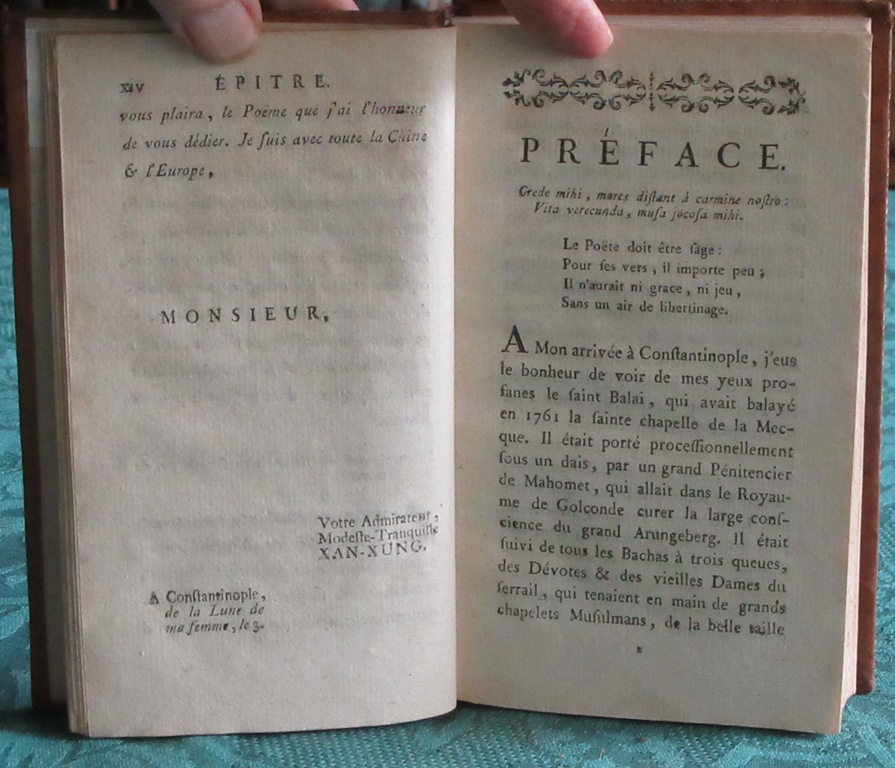 xiv ÉPITRE.
vous plaira, le Poëme que j'ai l'honneur
de vous dédier. Je ſuis avec toute la Chine
& l'Europe,
MONSIEUR,
Votre Admirateur,
Modeſte-Tranquille
XAN-XUNG.
A Conſtantinople,
de la Lune de
ma femme, le 3.
PRÉFACE.
Crede mihi, mores diſtant à carmine noſtro:
Vita verecunda, muſa jocoſa mihi.
Le Poëte doit être ſage:
Pour ſes vers, il importe peu;
Il n'aurait ni grace, ni jeu,
Sans un air de libertinage.
A Mon arrivée à Conſtantinople, j'eus
le bonheur de voir de mes yeux pro-
fanes le ſaint Balai, qui avait balayé
en 1761 la ſainte chapelle de la Mec-
que. Il était porté proceſſionnellement
ſous un dais, par un grand Pénitencier
de Mahomet, qui allait dans le Royau-
me de Golconde curer la large conſ-
cience du grand Arungeberg. Il était
ſuivi de tous les Bachas à trois queues,
des Dévotes & des vieilles Dames du
ſerrail, qui tenaient en main de grands
chapelets Muſulmans, de la belle taille